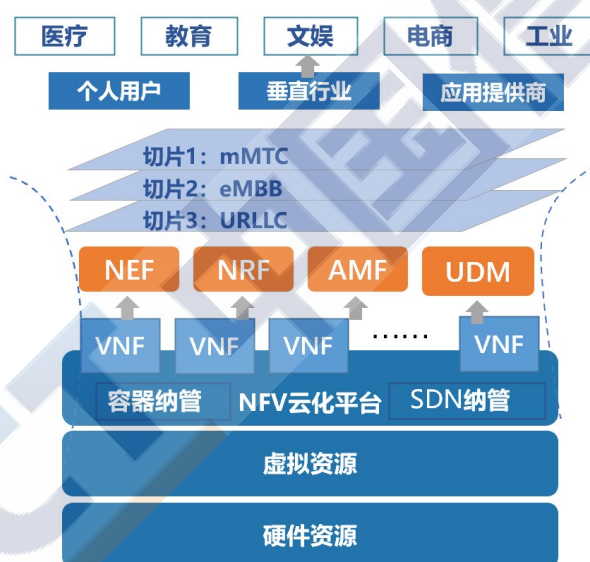 医疗 教育 文娱 电商 工业
个人用户 垂直行业 应用提供商
切片1：mMTC
切片2：eMBB
切片3：URLLC
NEF NRF AMF UDM
VNF VNF VNF …… VNF
容器纳管 NFV云化平台 SDN纳管
虚拟资源
硬件资源